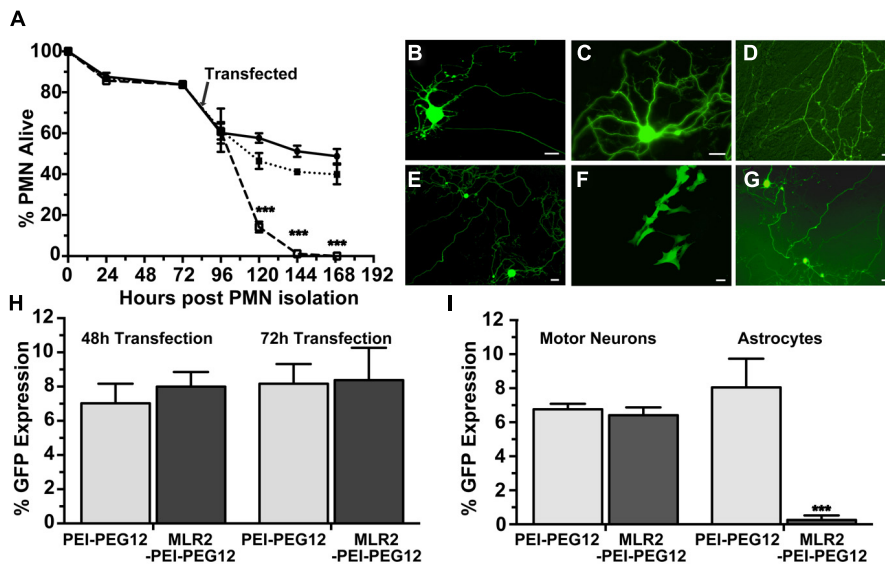 A
% PMN Alive
100
80
60
40
20
0
Transfected
***
***
***
0 24 48 72 96 120 144 168 192
Hours post PMN isolation
B
C
D
E
F
G
H
% GFP Expression
12
10
8
6
4
2
0
48h Transfection
72h Transfection
PEI-PEG12
MLR2
-PEI-PEG12
PEI-PEG12
MLR2
-PEI-PEG12
I
% GFP Expression
12
10
8
6
4
2
0
Motor Neurons
Astrocytes
***
PEI-PEG12
MLR2
-PEI-PEG12
PEI-PEG12
MLR2
-PEI-PEG12